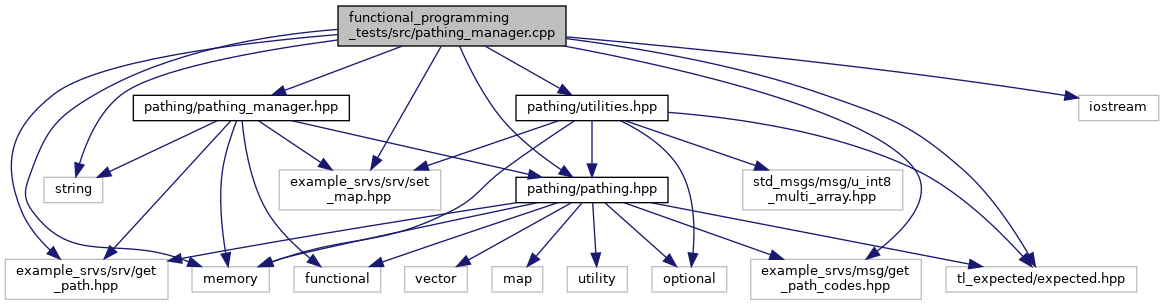 functional_programming
_tests/src/pathing_manager.cpp
pathing/pathing_manager.hpp
pathing/utilities.hpp
iostream
string
example_srvs/srv/set
_map.hpp
pathing/pathing.hpp
std_msgs/msg/u_int8
_multi_array.hpp
example_srvs/srv/get
_path.hpp
memory
functional
vector
map
utility
optional
example_srvs/msg/get
_path_codes.hpp
tl_expected/expected.hpp